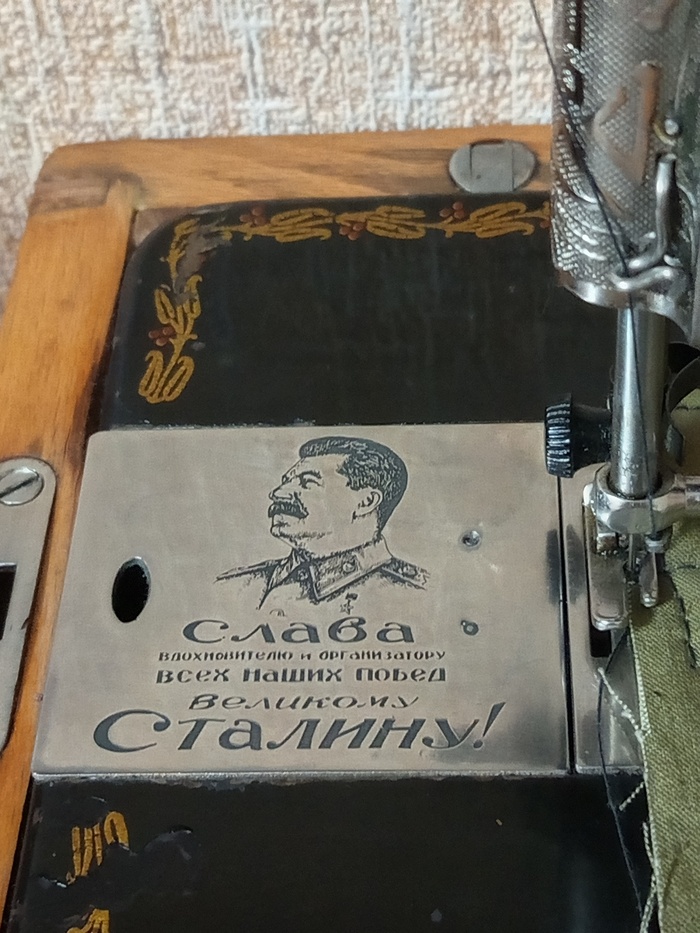 Слава
вдохновителю и организатору
всех наших побед
великому
Сталину!